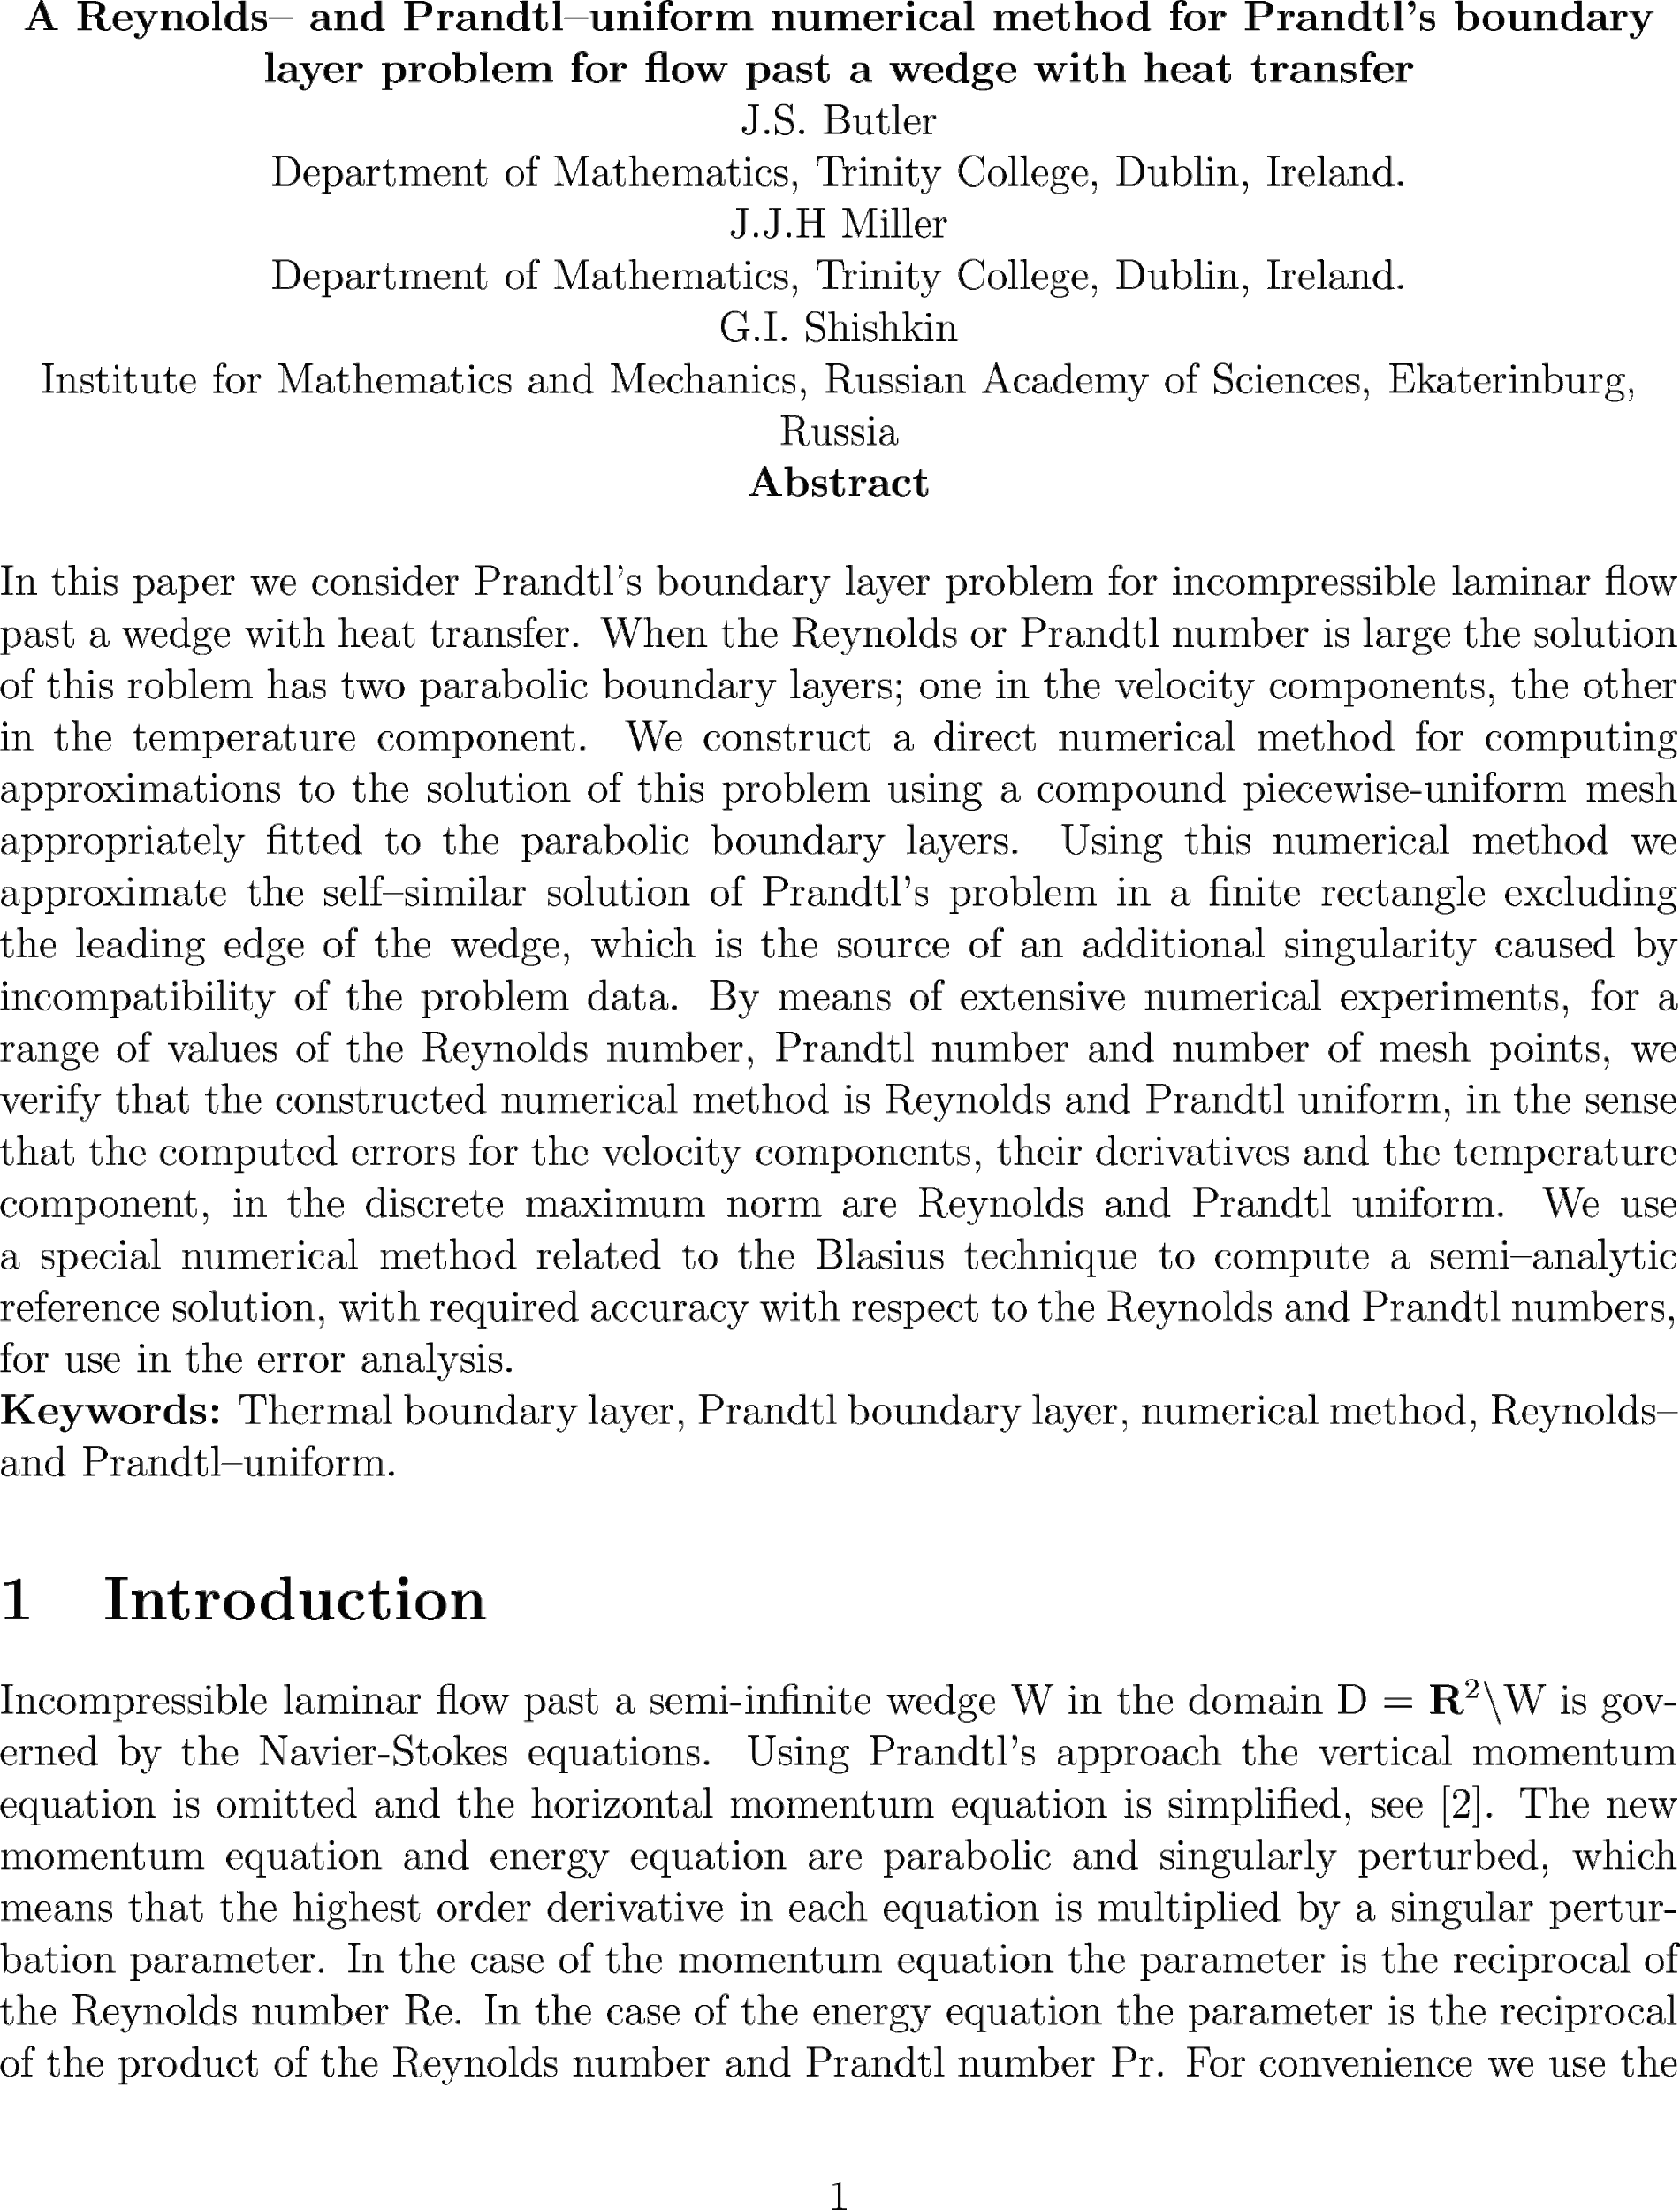 A Reynolds– and Prandtl–uniform numerical method for Prandtl's boundary
layer problem for flow past a wedge with heat transfer
J.S. Butler
Department of Mathematics, Trinity College, Dublin, Ireland.
J.J.H Miller
Department of Mathematics, Trinity College, Dublin, Ireland.
G.I. Shishkin
Institute for Mathematics and Mechanics, Russian Academy of Sciences, Ekaterinburg,
Russia
Abstract
In this paper we consider Prandtl's boundary layer problem for incompressible laminar flow
past a wedge with heat transfer. When the Reynolds or Prandtl number is large the solution
of this roblem has two parabolic boundary layers; one in the velocity components, the other
in the temperature component. We construct a direct numerical method for computing
approximations to the solution of this problem using a compound piecewise-uniform mesh
appropriately fitted to the parabolic boundary layers. Using this numerical method we
approximate the self–similar solution of Prandtl's problem in a finite rectangle excluding
the leading edge of the wedge, which is the source of an additional singularity caused by
incompatibility of the problem data. By means of extensive numerical experiments, for a
range of values of the Reynolds number, Prandtl number and number of mesh points, we
verify that the constructed numerical method is Reynolds and Prandtl uniform, in the sense
that the computed errors for the velocity components, their derivatives and the temperature
component, in the discrete maximum norm are Reynolds and Prandtl uniform. We use
a special numerical method related to the Blasius technique to compute a semi–analytic
reference solution, with required accuracy with respect to the Reynolds and Prandtl numbers,
for use in the error analysis.
Keywords: Thermal boundary layer, Prandtl boundary layer, numerical method, Reynolds–
and Prandtl–uniform.
1 Introduction
Incompressible laminar flow past a semi-infinite wedge W in the domain D = R²\W is gov-
erned by the Navier-Stokes equations. Using Prandtl's approach the vertical momentum
equation is omitted and the horizontal momentum equation is simplified, see [2]. The new
momentum equation and energy equation are parabolic and singularly perturbed, which
means that the highest order derivative in each equation is multiplied by a singular pertur-
bation parameter. In the case of the momentum equation the parameter is the reciprocal of
the Reynolds number Re. In the case of the energy equation the parameter is the reciprocal
of the product of the Reynolds number and Prandtl number Pr. For convenience we use the
1